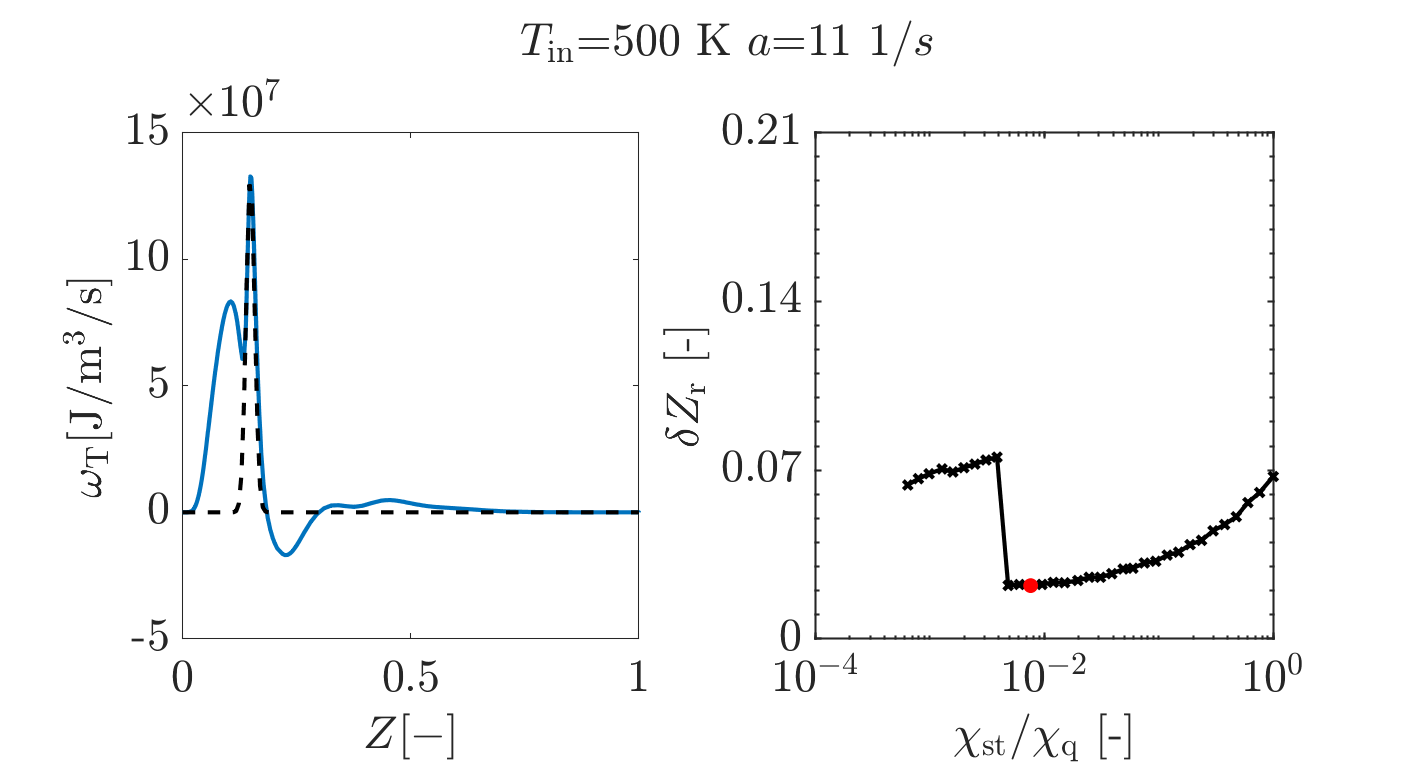 T_in=500 K a=11 1/s
×10^7
15
10
5
0
-5
0 0.5 1
Z[−]
ω_T[J/m^3/s]
0.21
0.14
0.07
0
10^−4 10^−2 10^0
χ_st/χ_q [-]
δZ_r [-]